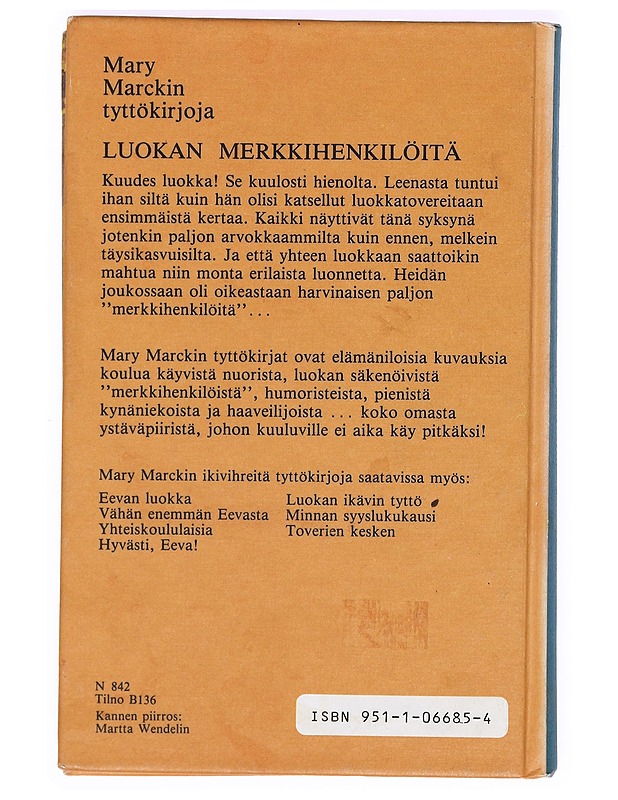 Mary
Marckin
tyttökirjoja
LUOKAN MERKKIHENKILÖITÄ
Kuudes luokka! Se kuulosti hienolta. Leenasta tuntui
ihan siltä kuin hän olisi katsellut luokkatovereitaan
ensimmäistä kertaa. Kaikki näyttivät tänä syksynä
jotenkin paljon arvokkaammilta kuin ennen, melkein
täysikasvuisilta. Ja että yhteen luokkaan saattoikin
mahtua niin monta erilaista luonnetta. Heidän
joukossaan oli oikeastaan harvinaisen paljon
”merkkihenkilöitä”...
Mary Marckin tyttökirjat ovat elämäniloisia kuvauksia
koulua käyvistä nuorista, luokan säkenöivistä
”merkkihenkilöistä”, humoristeista, pienistä
kynäniekoista ja haaveilijoista ... koko omasta
ystäväpiiristä, johon kuuluville ei aika käy pitkäksi!
Mary Marckin ikivihreitä tyttökirjoja saatavissa myös:
Eevan luokka
Vähän enemmän Eevasta
Yhteiskoululaisia
Hyvästi, Eeva!
Luokan ikävin tyttö
Minnan syyslukukausi
Toverien kesken
N 842
Tilno B136
Kannen piirros:
Martta Wendelin
ISBN 951-1-06685-4